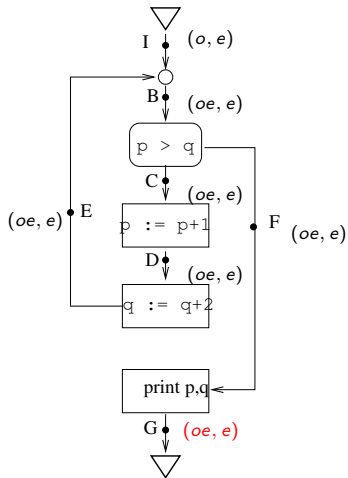 I (o, e)
B (oe, e)
p > q
C (oe, e)
p := p+1
(oe, e) E
F (oe, e)
D (oe, e)
q := q+2
print p,q
G (oe, e)